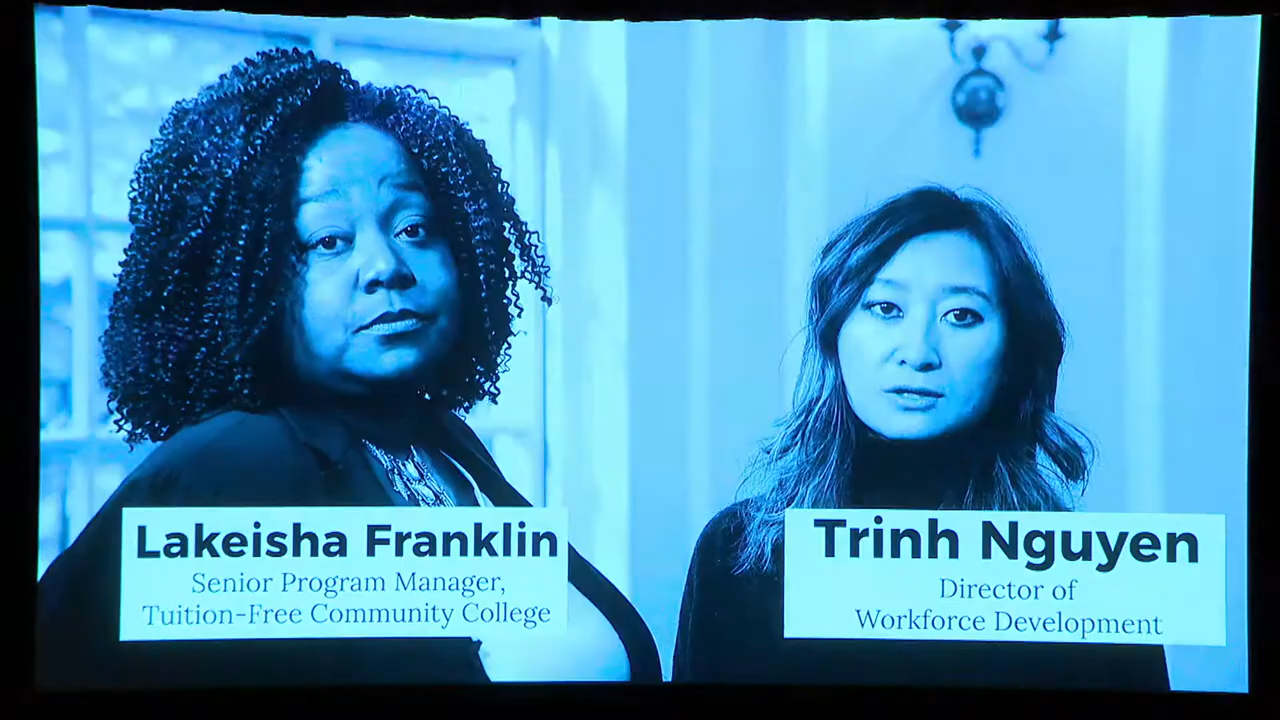 Lakeisha Franklin
Senior Program Manager,
Tuition-Free Community College
Trinh Nguyen
Director of
Workforce Development